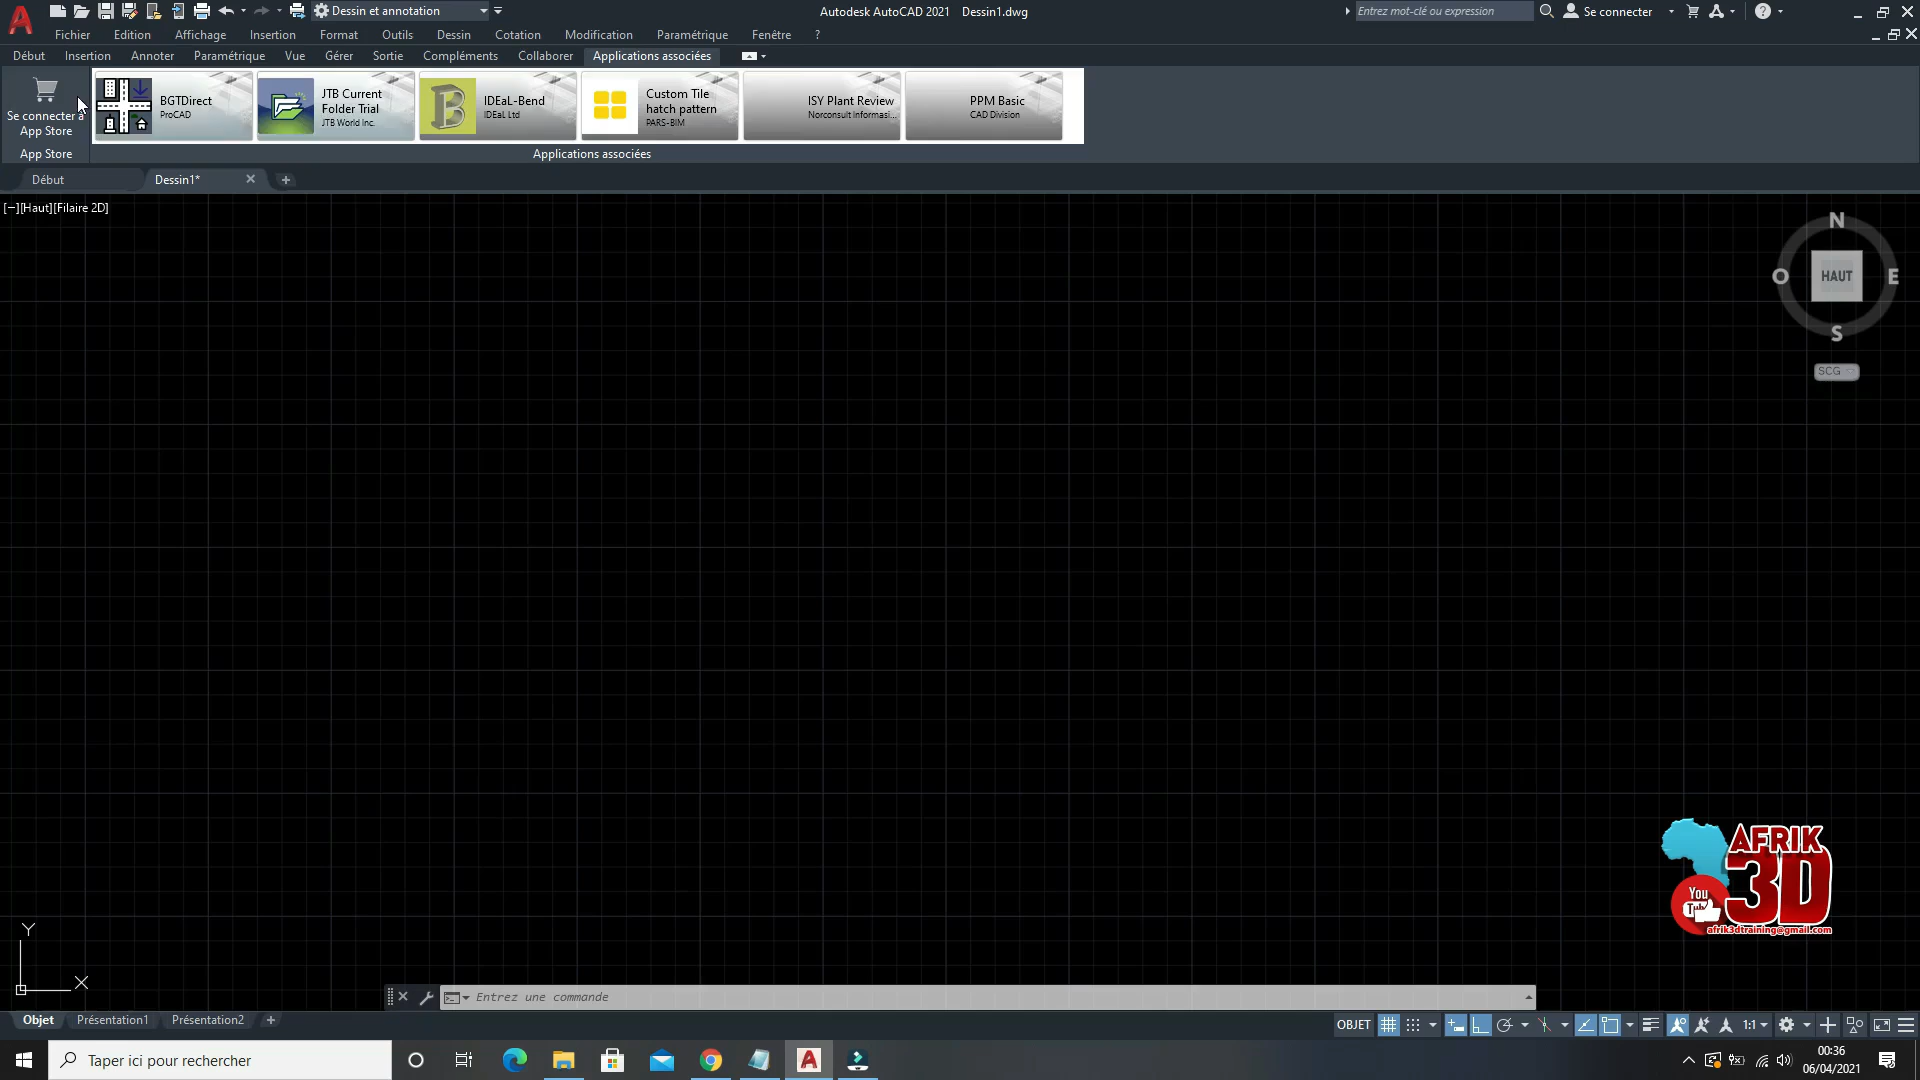 Dessin et annotation
Autodesk AutoCAD 2021 Dessin1.dwg
Entrez mot-clé ou expression
Se connecter
Fichier Edition Affichage Insertion Format Outils Dessin Cotation Modification Paramétrique Fenêtre ?
Début Insertion Annoter Paramétrique Vue Gérer Sortie Compléments Collaborer Applications associées
Se connecter à
App Store
App Store
BGTDirect
ProCAD
JTB Current
Folder Trial
JTB World Inc.
IDEaL-Bend
IDEaL Ltd
Custom Tile
hatch pattern
PARS-BIM
ISY Plant Review
Norconsult Informasj...
PPM Basic
CAD Division
Applications associées
Début Dessin1*
[−][Haut][Filaire 2D]
N
O HAUT E
S
SCG
AFRIK
3D
You
Tube
afrik3dtraining@gmail.com
Y
X
Entrez une commande
Objet Présentation1 Présentation2
OBJET 1:1
Taper ici pour rechercher
00:36
06/04/2021